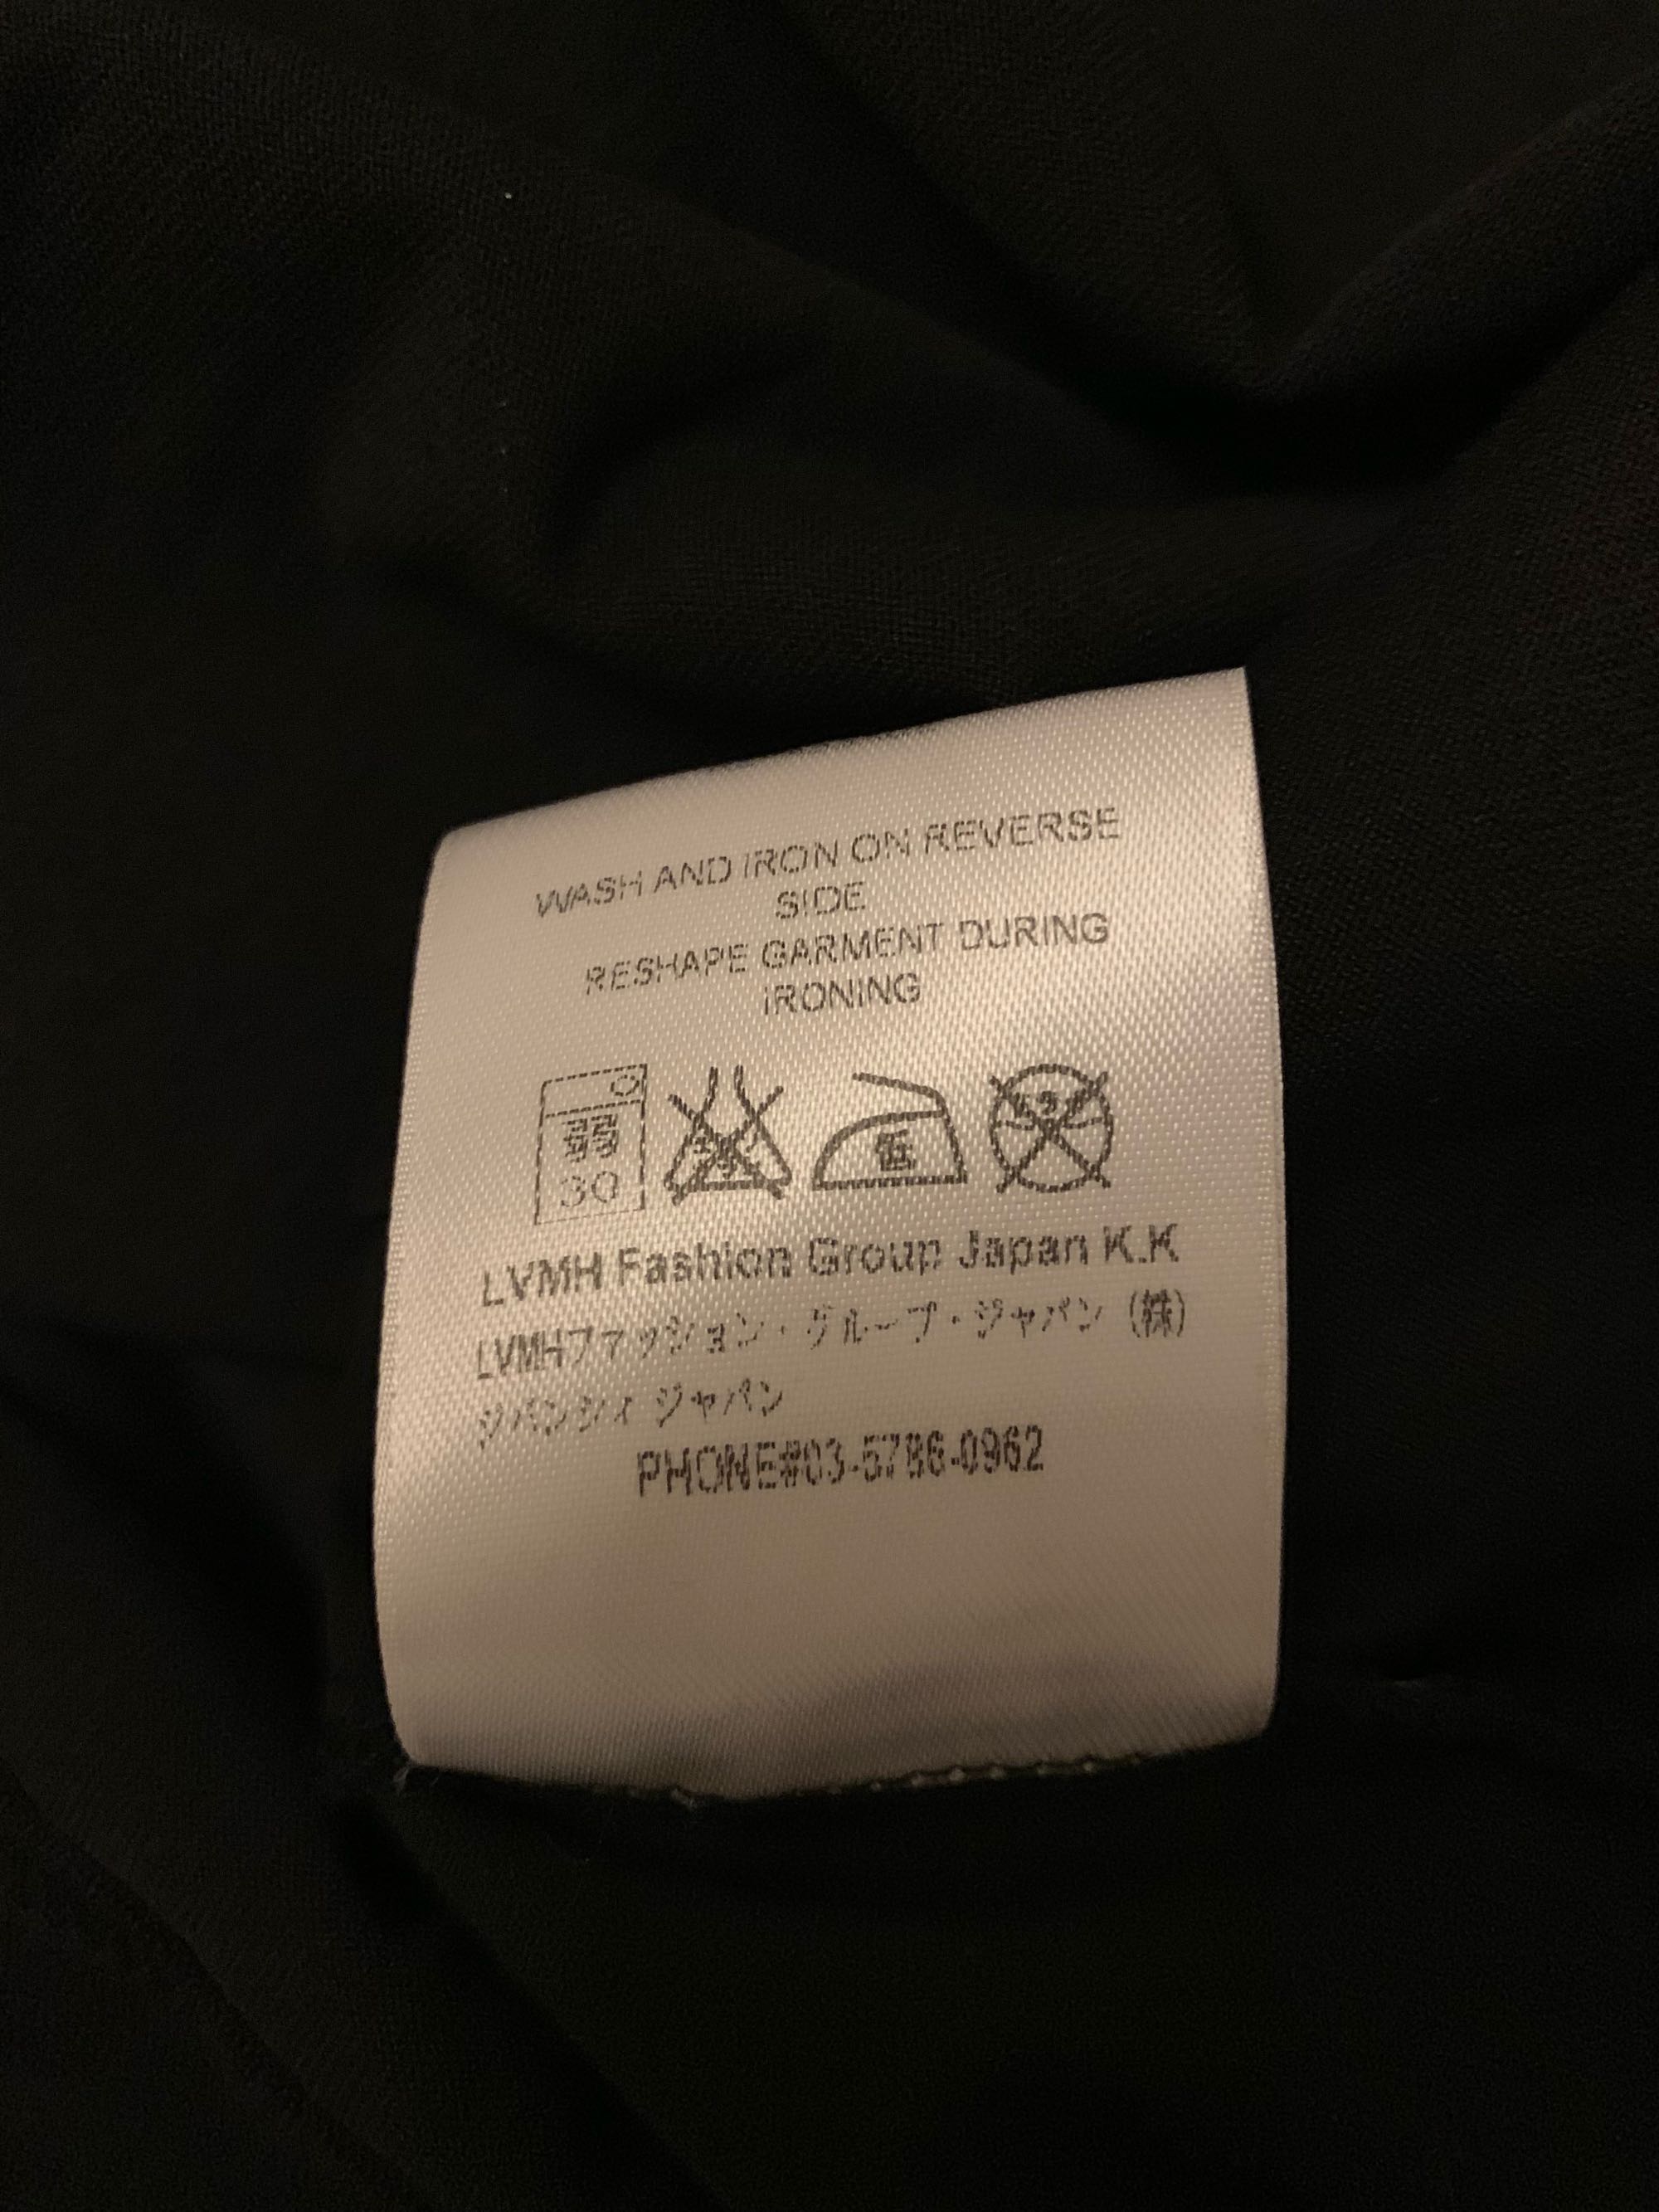 WASH AND IRON ON REVERSE
SIDE
RESHAPE GARMENT DURING
IRONING
弱
30
低
LVMH Fashion Group Japan K.K
LVMHファッション・グループ・ジャパン (株)
ジバンシィ ジャパン
PHONE#03-5786-0962